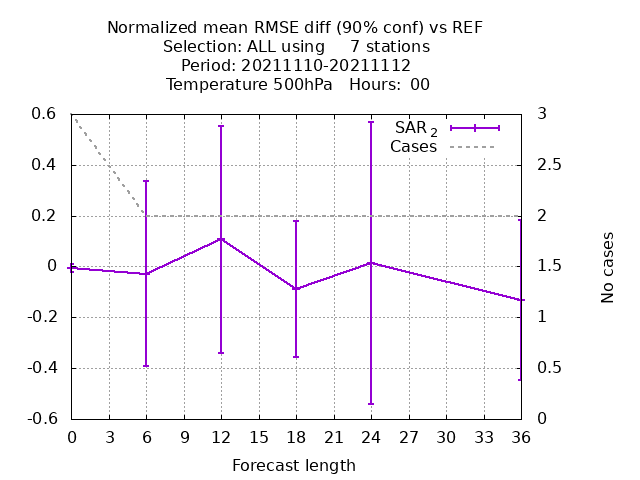 Normalized mean RMSE diff (90% conf) vs REF
Selection: ALL using     7 stations
Period: 20211110-20211112
Temperature 500hPa   Hours:  00
SAR 2
Cases
0.6
0.4
0.2
0
-0.2
-0.4
-0.6
3
2.5
2
1.5
1
0.5
0
No cases
0 3 6 9 12 15 18 21 24 27 30 33 36
Forecast length